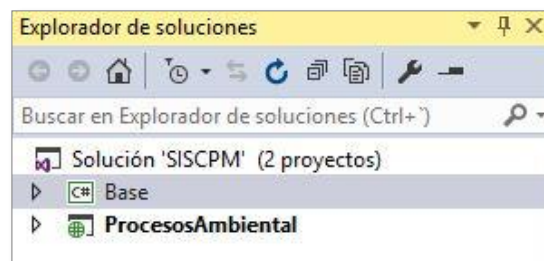 Explorador de soluciones
Buscar en Explorador de soluciones (Ctrl+`)
Solución 'SISCPM' (2 proyectos)
C# Base
ProcesosAmbiental